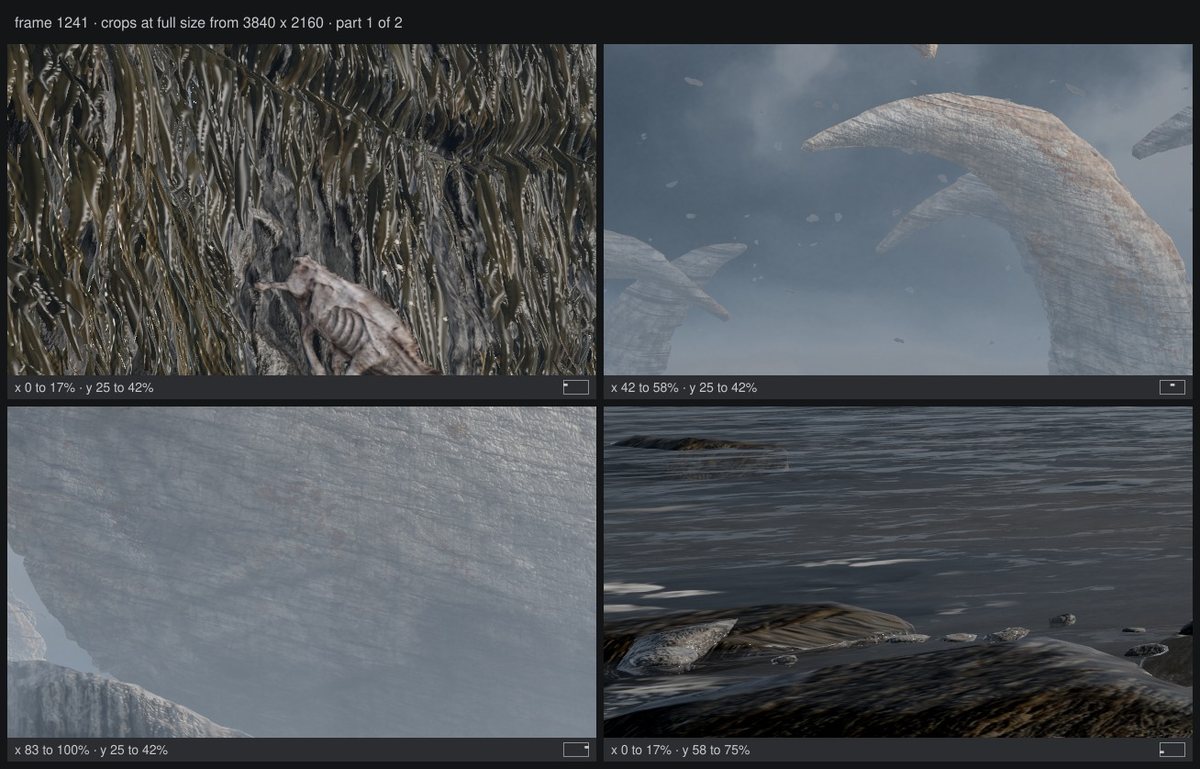 frame 1241 · crops at full size from 3840 x 2160 · part 1 of 2
x 0 to 17% · y 25 to 42%
x 42 to 58% · y 25 to 42%
x 83 to 100% · y 25 to 42%
x 0 to 17% · y 58 to 75%